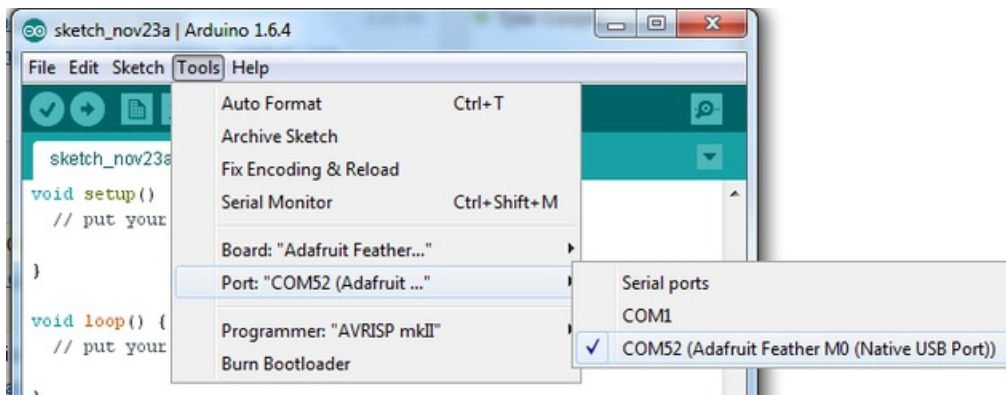 sketch_nov23a | Arduino 1.6.4
File Edit Sketch Tools Help
Auto Format Ctrl+T
Archive Sketch
sketch_nov23a
Fix Encoding & Reload
void setup()
Serial Monitor Ctrl+Shift+M
// put your
Board: "Adafruit Feather..."
}
Port: "COM52 (Adafruit ..."
Serial ports
void loop() {
COM1
Programmer: "AVRISP mkII"
// put your
✓ COM52 (Adafruit Feather M0 (Native USB Port))
Burn Bootloader